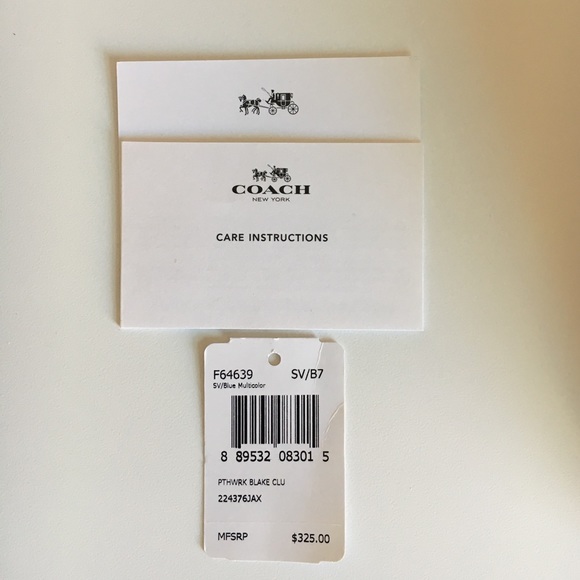 COACH
NEW YORK
CARE INSTRUCTIONS
F64639 SV/B7
SV/Blue Multicolor
8 89532 08301 5
PTHWRK BLAKE CLU
224376JAX
MFSRP $325.00